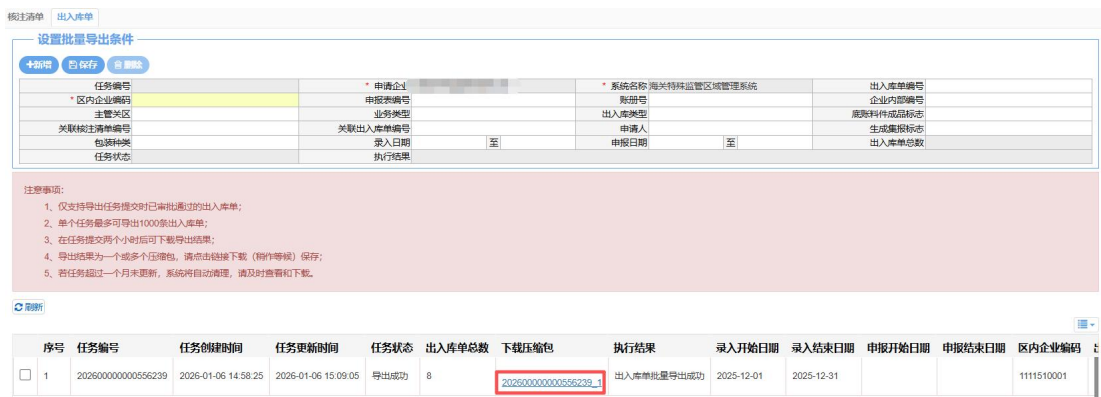 核注清单 出入库单
设置批量导出条件
+新增 保存 删除
任务编号 * 申请企业 * 系统名称 海关特殊监管区域管理系统 出入库单编号
* 区内企业编码 申报表编号 账册号 企业内部编号
主管关区 业务类型 出入库类型 底账料件成品标志
关联核注清单编号 关联出入库单编号 申请人 生成集报标志
包装种类 录入日期 至 申报日期 至 出入库单总数
任务状态 执行结果
注意事项:
1、仅支持导出任务提交时已审批通过的出入库单;
2、单个任务最多可导出1000条出入库单;
3、在任务提交两个小时后可下载导出结果;
4、导出结果为一个或多个压缩包,请点击链接下载(稍作等候)保存;
5、若任务超过一个月未更新,系统将自动清理,请及时查看和下载。
刷新
序号 任务编号 任务创建时间 任务更新时间 任务状态 出入库单总数 下载压缩包 执行结果 录入开始日期 录入结束日期 申报开始日期 申报结束日期 区内企业编码
1 202600000000556239 2026-01-06 14:58:25 2026-01-06 15:09:05 导出成功 8 202600000000556239_1 出入库单批量导出成功 2025-12-01 2025-12-31 1111510001